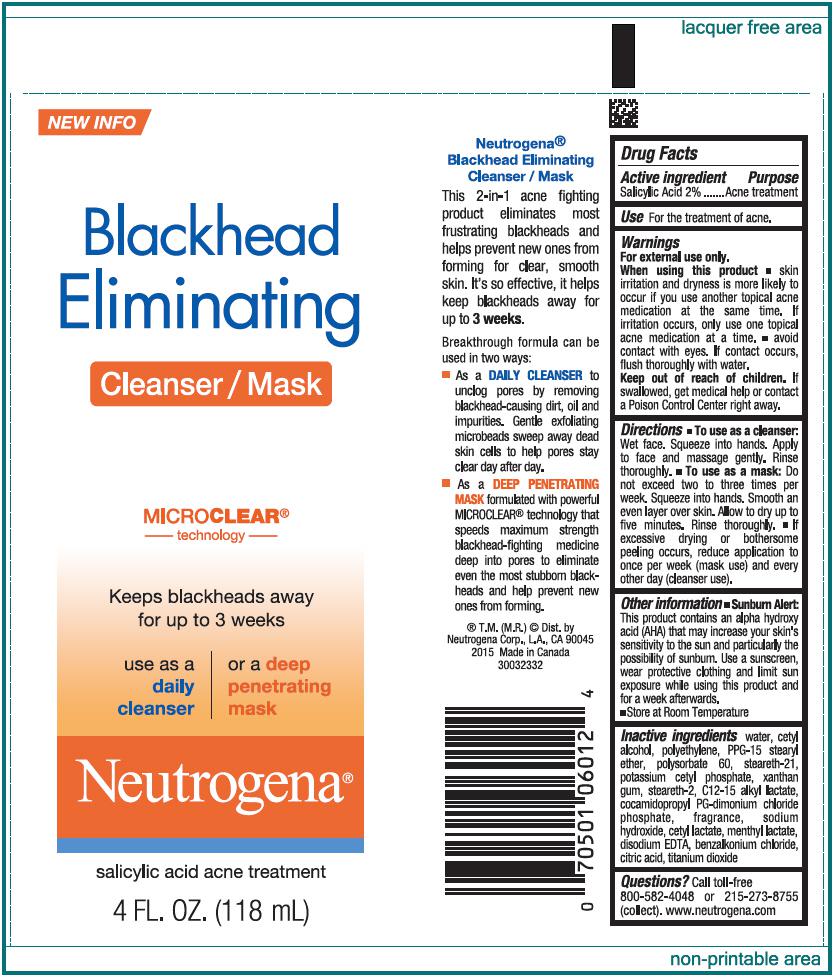 lacquer free area
NEW INFO
Blackhead
Eliminating
Cleanser / Mask
MICROCLEAR®
technology
Keeps blackheads away
for up to 3 weeks
use as a
daily
cleanser
or a deep
penetrating
mask
Neutrogena®
salicylic acid acne treatment
4 FL. OZ. (118 mL)
Neutrogena®
Blackhead Eliminating
Cleanser / Mask
This 2-in-1 acne fighting
product eliminates most
frustrating blackheads and
helps prevent new ones from
forming for clear, smooth
skin. It's so effective, it helps
keep blackheads away for
up to 3 weeks.
Breakthrough formula can be
used in two ways:
■ As a DAILY CLEANSER to
unclog pores by removing
blackhead-causing dirt, oil and
impurities. Gentle exfoliating
microbeads sweep away dead
skin cells to help pores stay
clear day after day.
■ As a DEEP PENETRATING
MASK formulated with powerful
MICROCLEAR® technology that
speeds maximum strength
blackhead-fighting medicine
deep into pores to eliminate
even the most stubborn black-
heads and help prevent new
ones from forming.
® T.M. (M.R.) © Dist. by
Neutrogena Corp., L.A., CA 90045
2015 Made in Canada
30032332
0 70501 06012 4
Drug Facts
Active ingredient Purpose
Salicylic Acid 2% .......Acne treatment
Use For the treatment of acne.
Warnings
For external use only.
When using this product ■ skin
irritation and dryness is more likely to
occur if you use another topical acne
medication at the same time. If
irritation occurs, only use one topical
acne medication at a time. ■ avoid
contact with eyes. If contact occurs,
flush thoroughly with water.
Keep out of reach of children. If
swallowed, get medical help or contact
a Poison Control Center right away.
Directions ■ To use as a cleanser:
Wet face. Squeeze into hands. Apply
to face and massage gently. Rinse
thoroughly. ■ To use as a mask: Do
not exceed two to three times per
week. Squeeze into hands. Smooth an
even layer over skin. Allow to dry up to
five minutes. Rinse thoroughly. ■ If
excessive drying or bothersome
peeling occurs, reduce application to
once per week (mask use) and every
other day (cleanser use).
Other information ■ Sunburn Alert:
This product contains an alpha hydroxy
acid (AHA) that may increase your skin's
sensitivity to the sun and particularly the
possibility of sunburn. Use a sunscreen,
wear protective clothing and limit sun
exposure while using this product and
for a week afterwards.
■ Store at Room Temperature
Inactive ingredients water, cetyl
alcohol, polyethylene, PPG-15 stearyl
ether, polysorbate 60, steareth-21,
potassium cetyl phosphate, xanthan
gum, steareth-2, C12-15 alkyl lactate,
cocamidopropyl PG-dimonium chloride
phosphate, fragrance, sodium
hydroxide, cetyl lactate, menthyl lactate,
disodium EDTA, benzalkonium chloride,
citric acid, titanium dioxide
Questions? Call toll-free
800-582-4048 or 215-273-8755
(collect). www.neutrogena.com
non-printable area